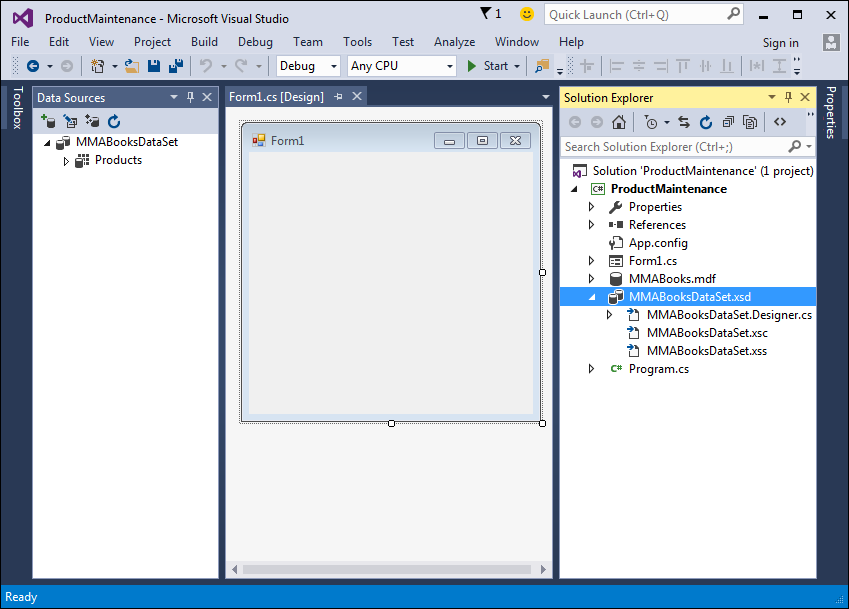 ProductMaintenance - Microsoft Visual Studio
1
Quick Launch (Ctrl+Q)
File Edit View Project Build Debug Team Tools Test Analyze Window Help
Sign in
Debug Any CPU Start
Toolbox
Data Sources
MMABooksDataSet
Products
Form1.cs [Design]
Form1
Solution Explorer
Search Solution Explorer (Ctrl+;)
Solution 'ProductMaintenance' (1 project)
C# ProductMaintenance
Properties
References
App.config
Form1.cs
MMABooks.mdf
MMABooksDataSet.xsd
MMABooksDataSet.Designer.cs
MMABooksDataSet.xsc
MMABooksDataSet.xss
C# Program.cs
Properties
Ready